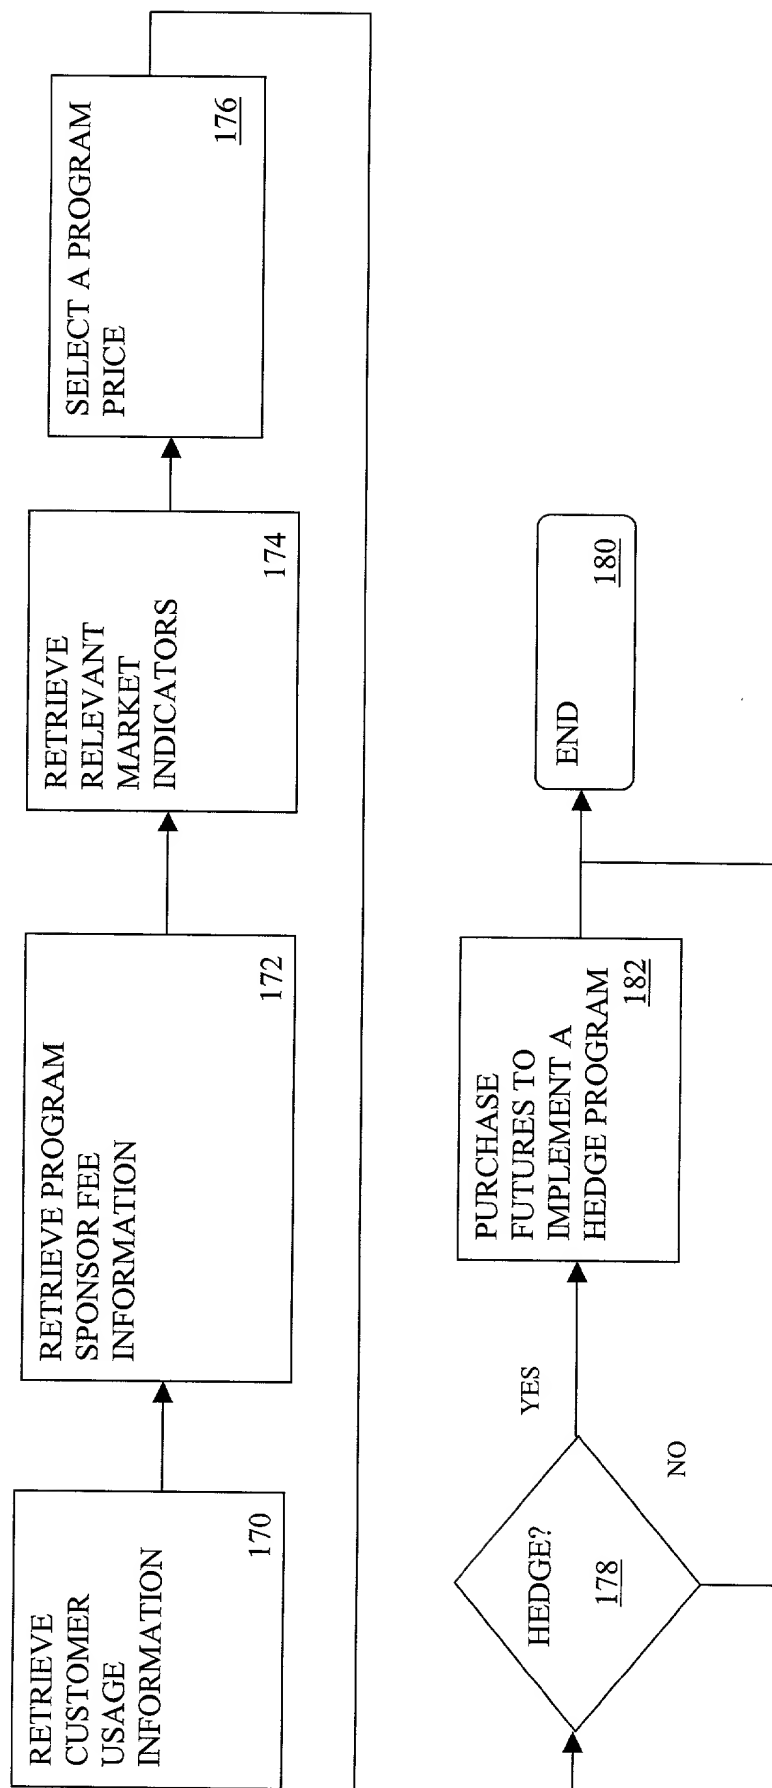 RETRIEVE
CUSTOMER
USAGE
INFORMATION
170
RETRIEVE PROGRAM
SPONSOR FEE
INFORMATION
172
RETRIEVE
RELEVANT
MARKET
INDICATORS
174
SELECT A PROGRAM
PRICE
176
HEDGE?
178
YES
NO
PURCHASE
FUTURES TO
IMPLEMENT A
HEDGE PROGRAM
182
END
180